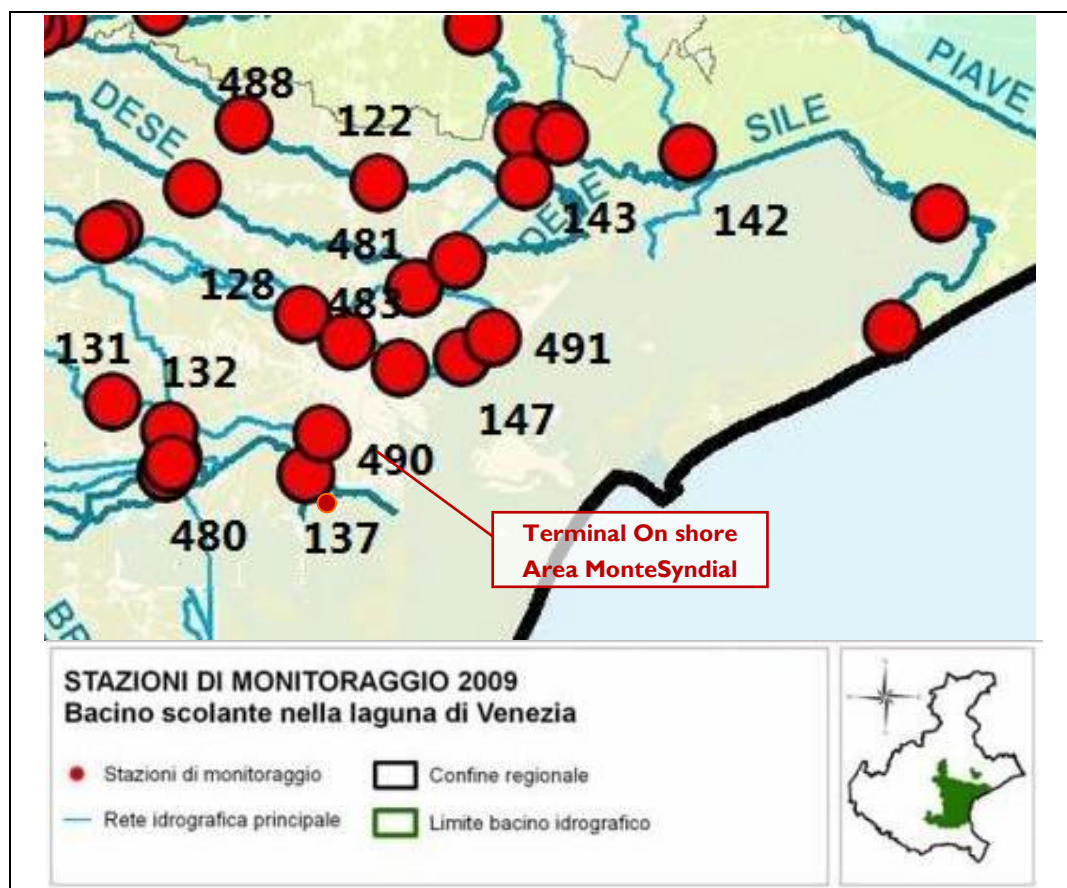 PIAVE
488
DESE
122
SILE
DESE
143
142
481
128
483
491
131
132
147
490
480
137
Terminal On shore
Area MonteSyndial
STAZIONI DI MONITORAGGIO 2009
Bacino scolante nella laguna di Venezia
Stazioni di monitoraggio
Confine regionale
Rete idrografica principale
Limite bacino idrografico